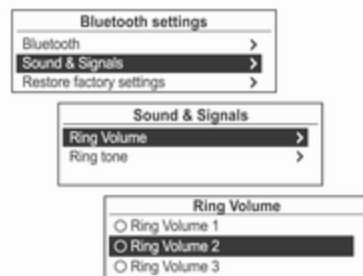 Bluetooth settings
Bluetooth
Sound & Signals
Restore factory settings
Sound & Signals
Ring Volume
Ring tone
Ring Volume
Ring Volume 1
Ring Volume 2
Ring Volume 3